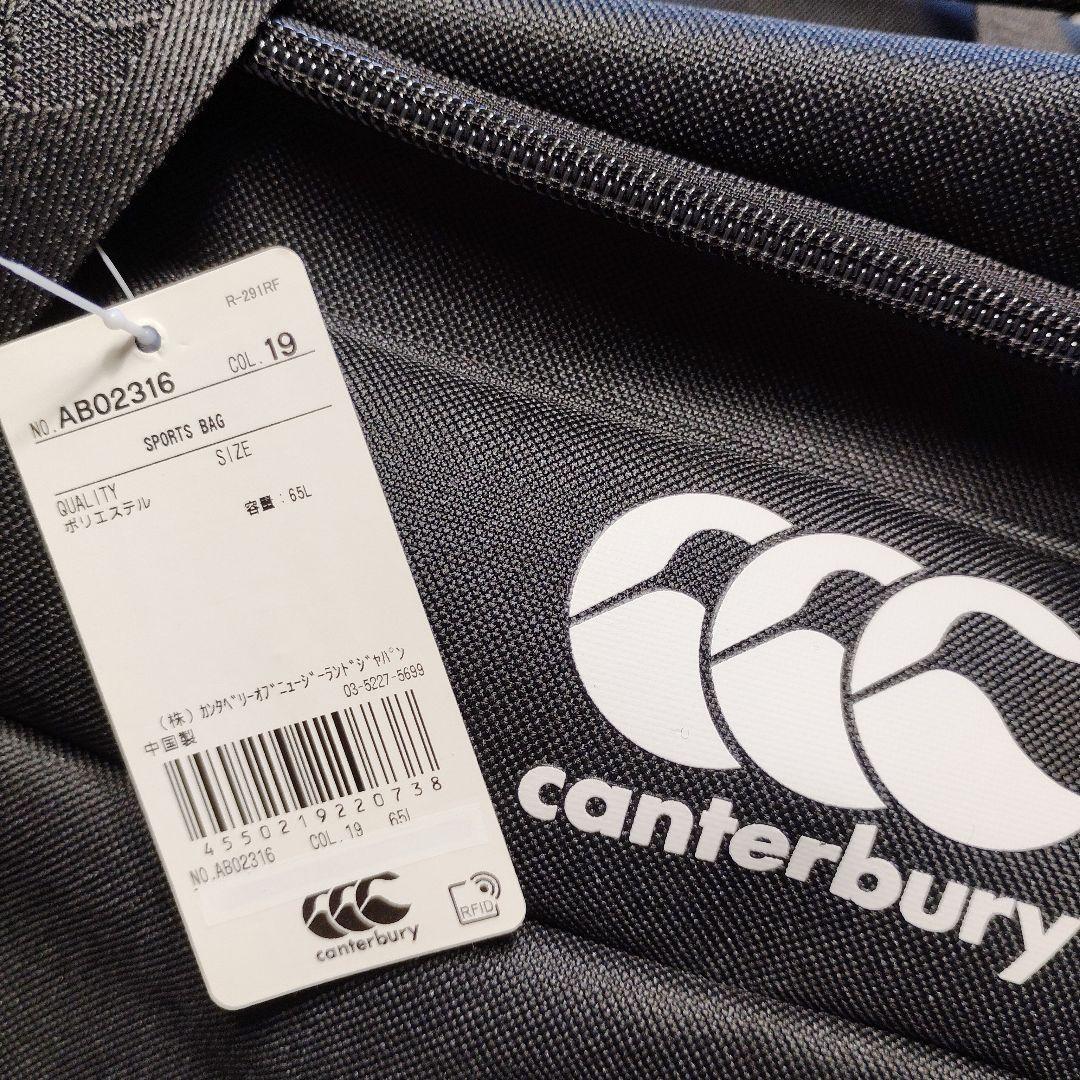 R-291RF
NO. AB02316 COL. 19
SPORTS BAG
QUALITY SIZE
ポリエステル 容量:65L
(株)ｶﾝﾀﾍﾞﾘｰｵﾌﾞﾆｭｰｼﾞｰﾗﾝﾄﾞｼﾞｬﾊﾟﾝ
中国製 03-5227-5699
4550219220738
NO.AB02316 COL.19 65l
canterbury
RFID
canterbury